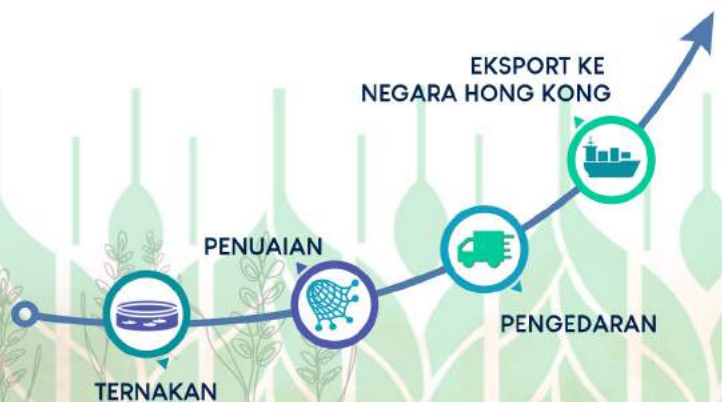 EKSPORT KE
NEGARA HONG KONG
PENUAIAN
PENGEDARAN
TERNAKAN